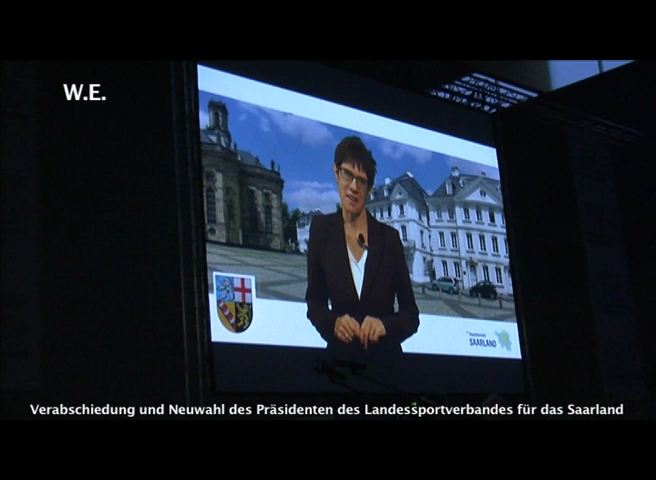 W.E.
SAARLAND
Verabschiedung und Neuwahl des Präsidenten des Landessportverbandes für das Saarland